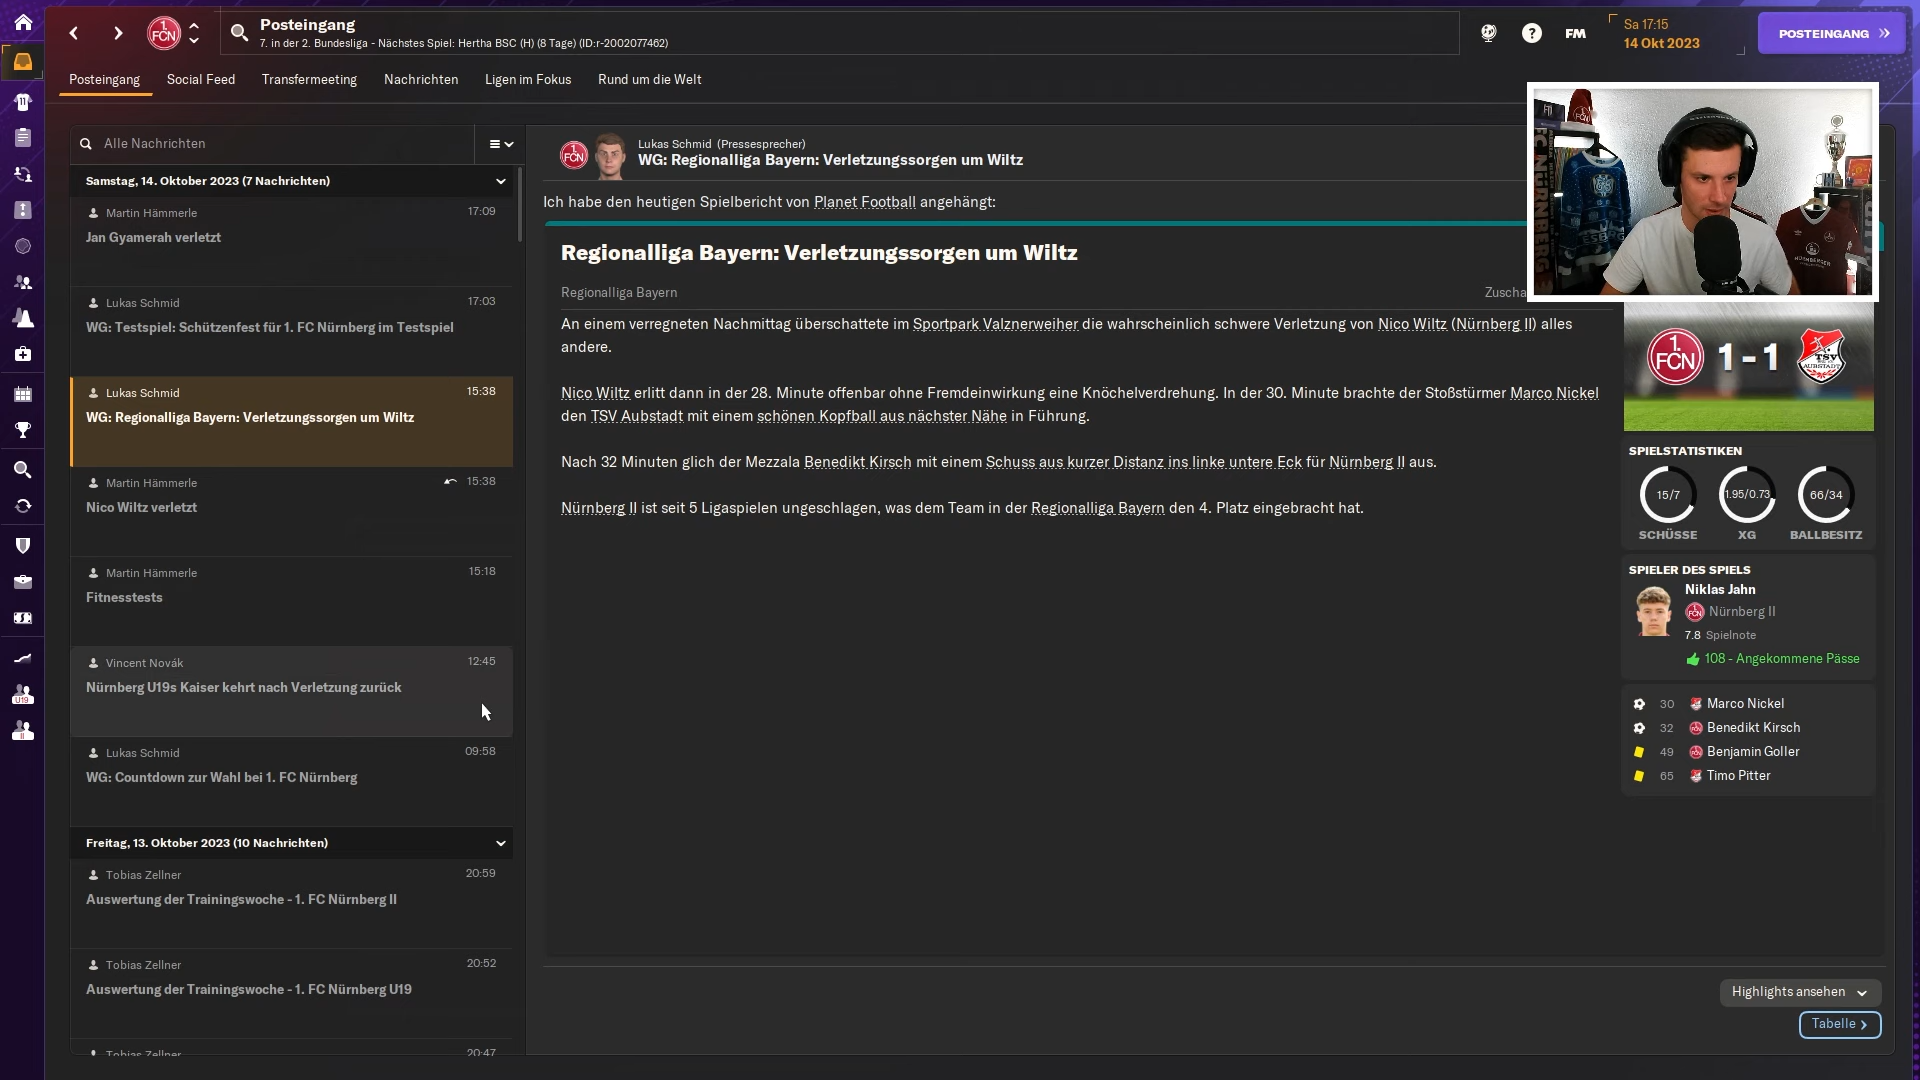 Posteingang
7. in der 2. Bundesliga - Nächstes Spiel: Hertha BSC (H) (8 Tage) (ID:r-2002077462)
FM
Sa 17:15
14 Okt 2023
POSTEINGANG
Posteingang
Social Feed
Transfermeeting
Nachrichten
Ligen im Fokus
Rund um die Welt
Alle Nachrichten
Samstag, 14. Oktober 2023 (7 Nachrichten)
Martin Hämmerle 17:09
Jan Gyamerah verletzt
Lukas Schmid 17:03
WG: Testspiel: Schützenfest für 1. FC Nürnberg im Testspiel
Lukas Schmid 15:38
WG: Regionalliga Bayern: Verletzungssorgen um Wiltz
Martin Hämmerle 15:38
Nico Wiltz verletzt
Martin Hämmerle 15:18
Fitnesstests
Vincent Novák 12:45
Nürnberg U19s Kaiser kehrt nach Verletzung zurück
Lukas Schmid 09:58
WG: Countdown zur Wahl bei 1. FC Nürnberg
Freitag, 13. Oktober 2023 (10 Nachrichten)
Tobias Zellner 20:59
Auswertung der Trainingswoche - 1. FC Nürnberg II
Tobias Zellner 20:52
Auswertung der Trainingswoche - 1. FC Nürnberg U19
Tobias Zellner 20:47
Lukas Schmid (Pressesprecher)
WG: Regionalliga Bayern: Verletzungssorgen um Wiltz
Ich habe den heutigen Spielbericht von Planet Football angehängt:
Regionalliga Bayern: Verletzungssorgen um Wiltz
Regionalliga Bayern
An einem verregneten Nachmittag überschattete im Sportpark Valznerweiher die wahrscheinlich schwere Verletzung von Nico Wiltz (Nürnberg II) alles
andere.
Nico Wiltz erlitt dann in der 28. Minute offenbar ohne Fremdeinwirkung eine Knöchelverdrehung. In der 30. Minute brachte der Stoßstürmer Marco Nickel
den TSV Aubstadt mit einem schönen Kopfball aus nächster Nähe in Führung.
Nach 32 Minuten glich der Mezzala Benedikt Kirsch mit einem Schuss aus kurzer Distanz ins linke untere Eck für Nürnberg II aus.
Nürnberg II ist seit 5 Ligaspielen ungeschlagen, was dem Team in der Regionalliga Bayern den 4. Platz eingebracht hat.
1. FCN 1 - 1 TSV AUBSTADT
SPIELSTATISTIKEN
15/7 1.95/0.73 66/34
SCHÜSSE XG BALLBESITZ
SPIELER DES SPIELS
Niklas Jahn
Nürnberg II
7.8 Spielnote
108 - Angekommene Pässe
30 Marco Nickel
32 Benedikt Kirsch
49 Benjamin Goller
65 Timo Pitter
Highlights ansehen
Tabelle
U19
II